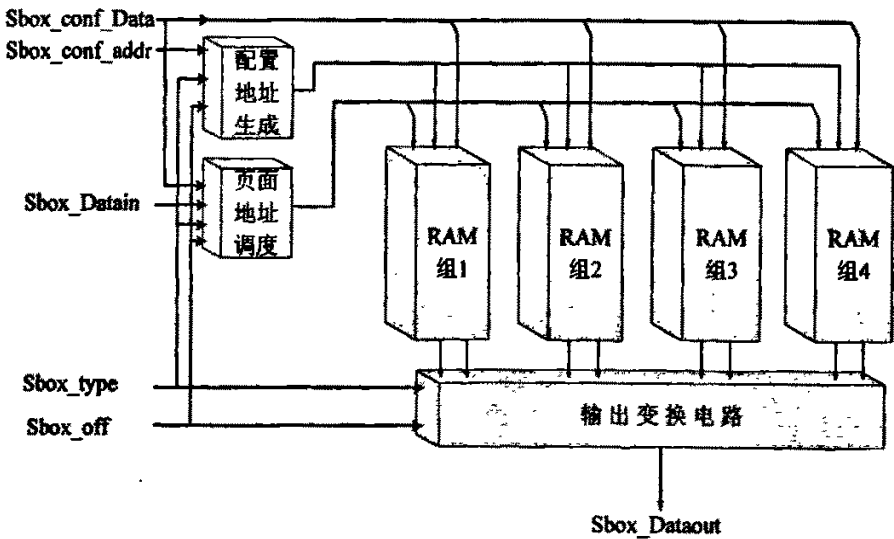 Sbox_conf_Data
Sbox_conf_addr
配置
地址
生成
页面
地址
调度
Sbox_Datain
RAM
组1
RAM
组2
RAM
组3
RAM
组4
Sbox_type
Sbox_off
输出变换电路
Sbox_Dataout